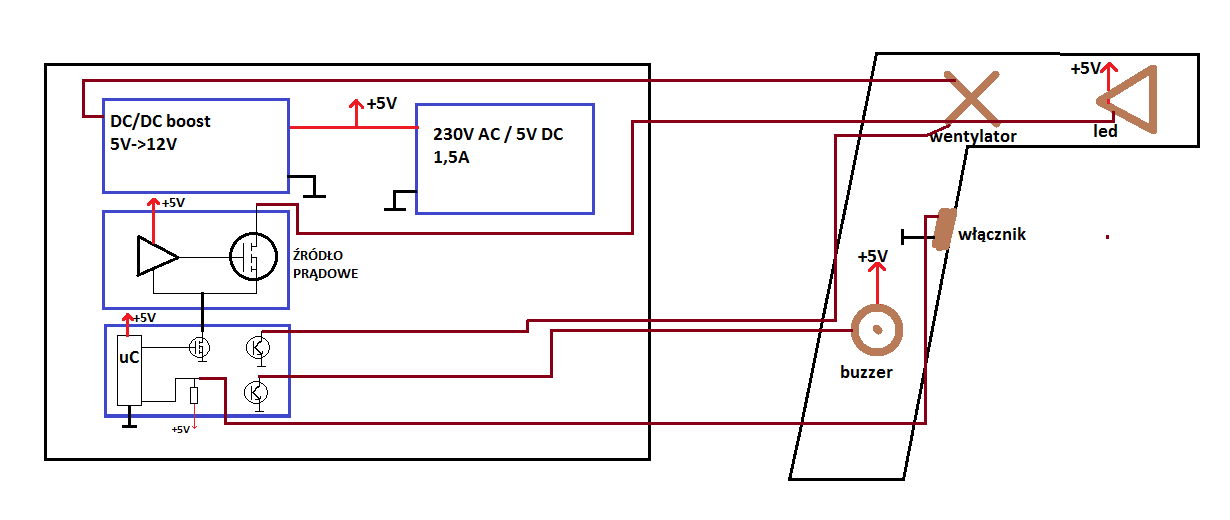 DC/DC boost
5V->12V
+5V
230V AC / 5V DC
1,5A
+5V
wentylator
led
+5V
ŹRÓDŁO
PRĄDOWE
włącznik
+5V
buzzer
+5V
uC
+5V